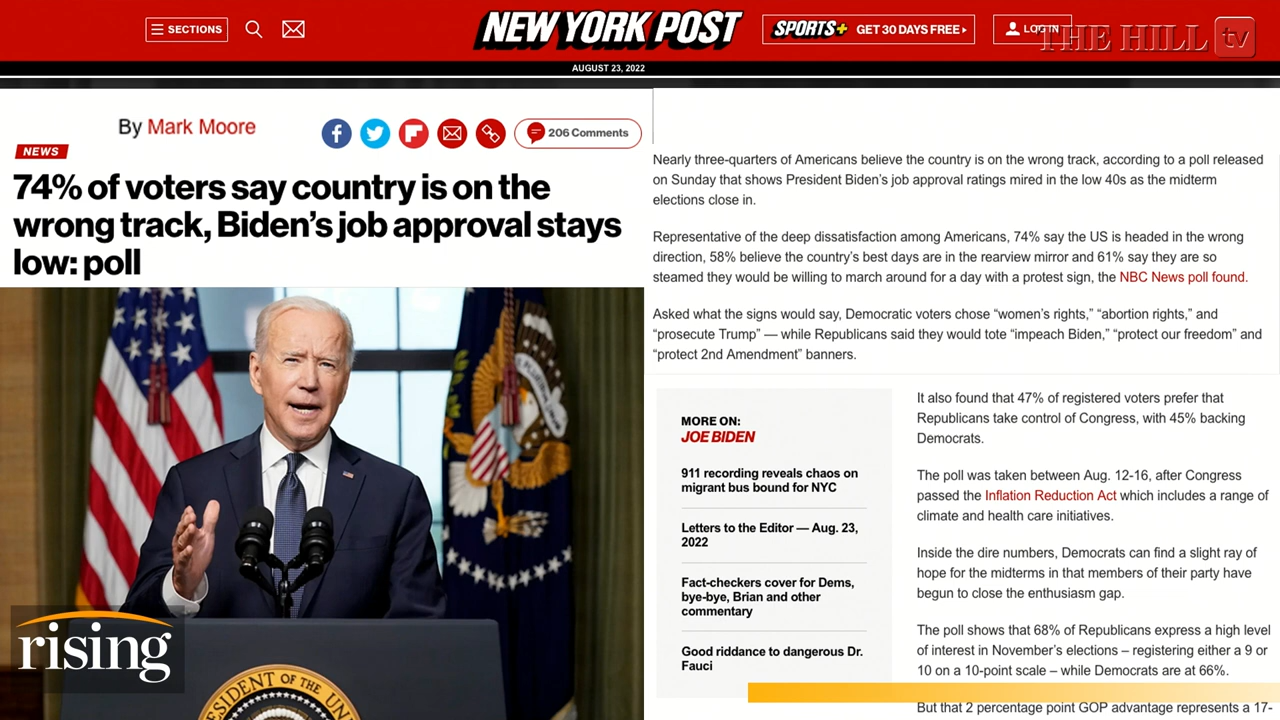 SECTIONS
NEW YORK POST
SPORTS+ GET 30 DAYS FREE
LOG IN
THE HILL tv
AUGUST 23, 2022
By Mark Moore
206 Comments
NEWS
74% of voters say country is on the
wrong track, Biden's job approval stays
low: poll
Nearly three-quarters of Americans believe the country is on the wrong track, according to a poll released
on Sunday that shows President Biden's job approval ratings mired in the low 40s as the midterm
elections close in.
Representative of the deep dissatisfaction among Americans, 74% say the US is headed in the wrong
direction, 58% believe the country's best days are in the rearview mirror and 61% say they are so
steamed they would be willing to march around for a day with a protest sign, the NBC News poll found.
Asked what the signs would say, Democratic voters chose “women's rights,” “abortion rights,” and
“prosecute Trump” — while Republicans said they would tote “impeach Biden,” “protect our freedom” and
“protect 2nd Amendment” banners.
MORE ON:
JOE BIDEN
911 recording reveals chaos on
migrant bus bound for NYC
Letters to the Editor — Aug. 23,
2022
Fact-checkers cover for Dems,
bye-bye, Brian and other
commentary
Good riddance to dangerous Dr.
Fauci
It also found that 47% of registered voters prefer that
Republicans take control of Congress, with 45% backing
Democrats.
The poll was taken between Aug. 12-16, after Congress
passed the Inflation Reduction Act which includes a range of
climate and health care initiatives.
Inside the dire numbers, Democrats can find a slight ray of
hope for the midterms in that members of their party have
begun to close the enthusiasm gap.
The poll shows that 68% of Republicans express a high level
of interest in November's elections – registering either a 9 or
10 on a 10-point scale – while Democrats are at 66%.
But that 2 percentage point GOP advantage represents a 17-
rising
PRESIDENT OF THE